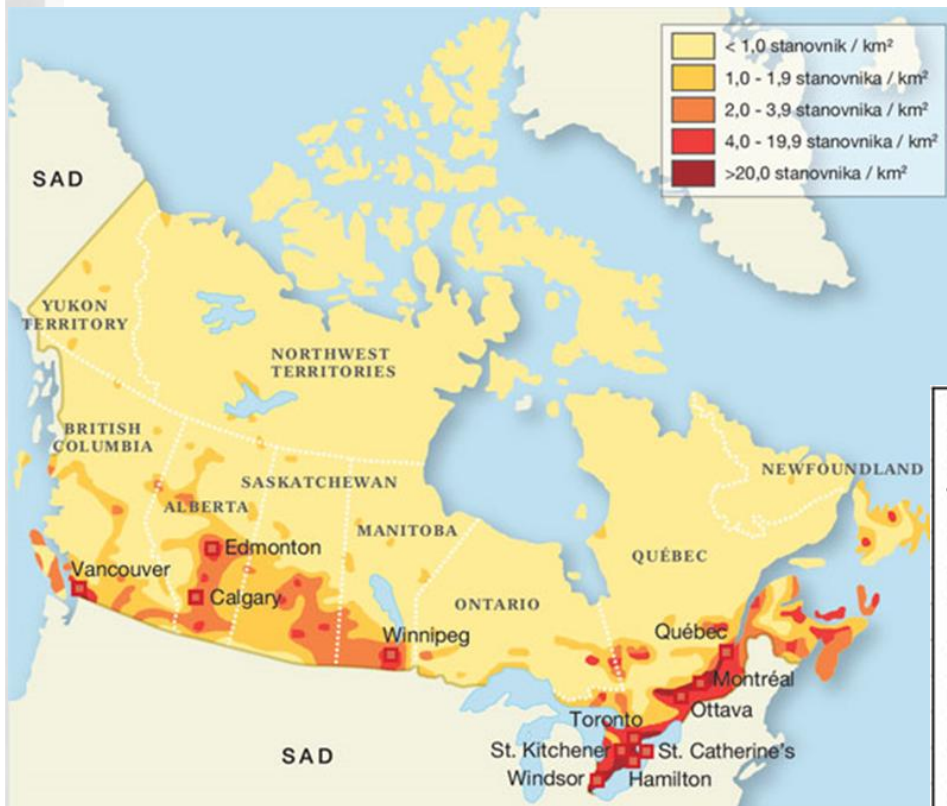 < 1,0 stanovnik / km²
1,0 - 1,9 stanovnika / km²
2,0 - 3,9 stanovnika / km²
4,0 - 19,9 stanovnika / km²
>20,0 stanovnika / km²
SAD
YUKON
TERRITORY
NORTHWEST
TERRITORIES
BRITISH
COLUMBIA
NEWFOUNDLAND
SASKATCHEWAN
ALBERTA
MANITOBA
QUÉBEC
Edmonton
Vancouver
Calgary
ONTARIO
Winnipeg
Québec
Montréal
Ottava
Toronto
St. Kitchener
St. Catherine's
SAD
Windsor
Hamilton